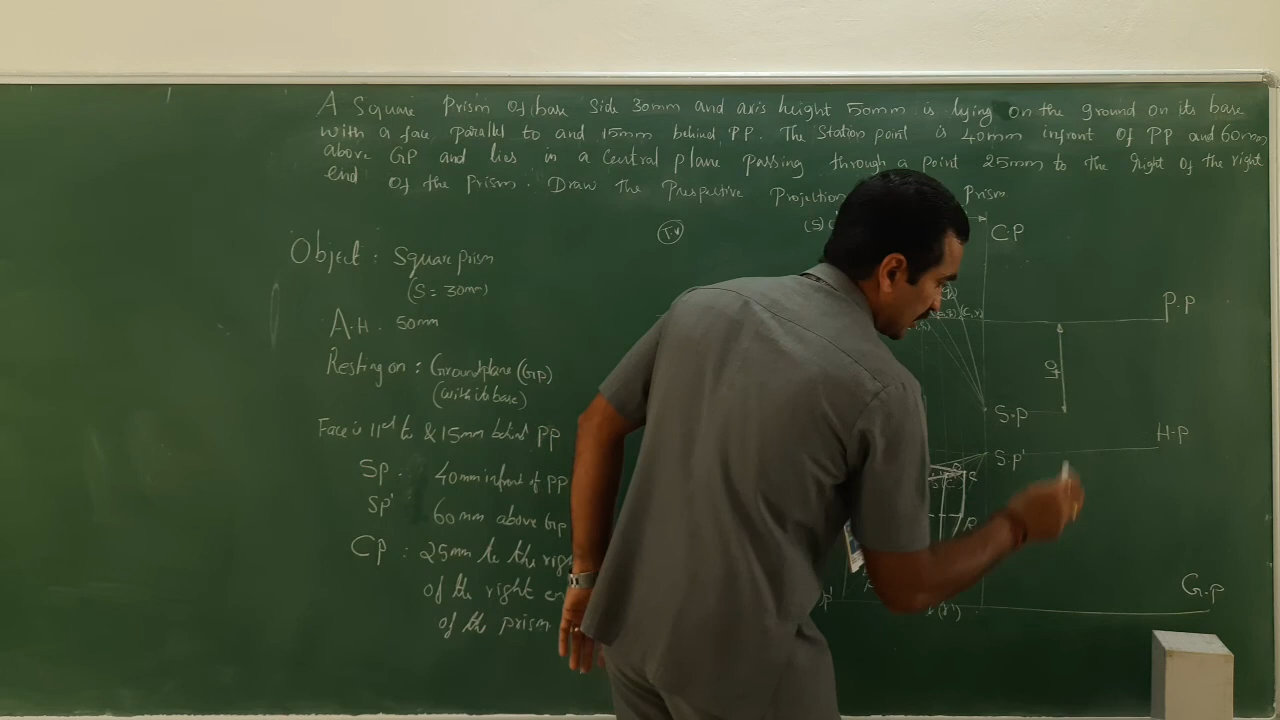 A Square Prism Of base Side 30mm and axis height 50mm is lying on the ground on its base
with a face parallel to and 15mm behind PP. The Station point is 40mm infront of PP and 60mm
above GP and lies in a Central plane Passing through a point 25mm to the Right of the right
end of the Prism. Draw The Prespective Projection Prism
(S)
T.V
C.P
Object : Square prism
(S = 30mm)
A.H. 50mm
Resting on : Ground plane (GP)
(with its base)
Face is 11el to & 15mm behind PP
Sp. 40mm infront of PP
Sp' 60mm above Gp
Cp : 25mm to the rig
of the right en
of the prism
P.P
40
S.p
H.p
S.p'
R
G.p